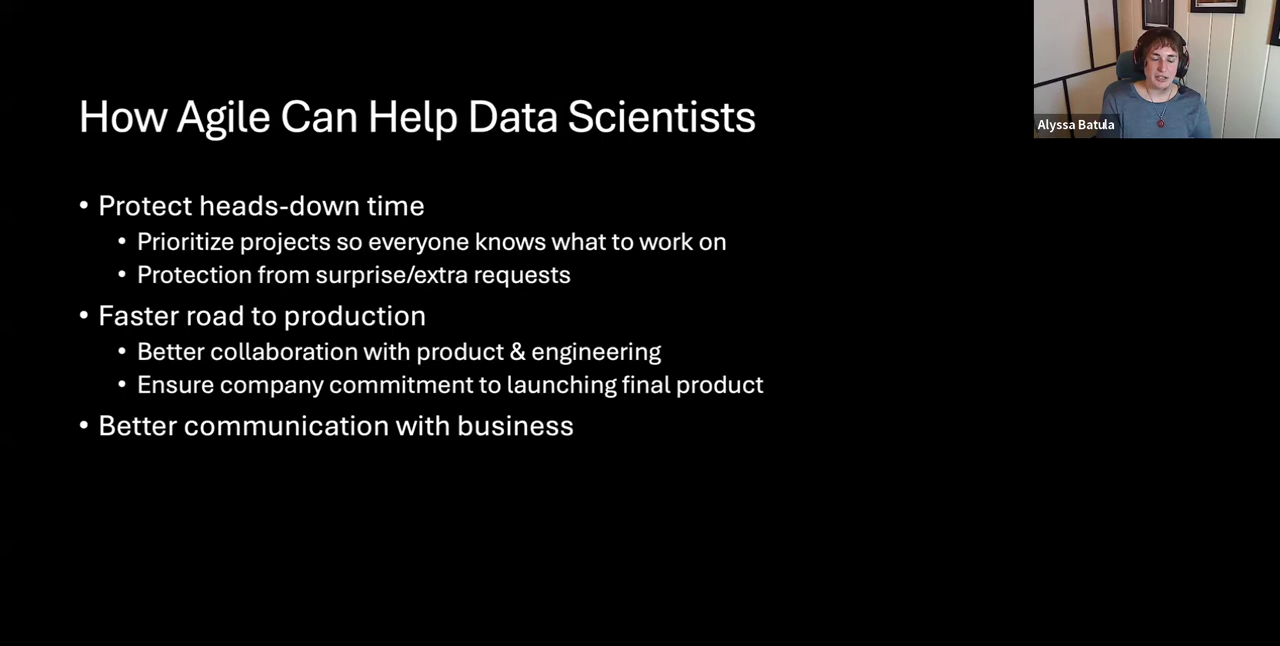 How Agile Can Help Data Scientists
• Protect heads-down time
• Prioritize projects so everyone knows what to work on
• Protection from surprise/extra requests
• Faster road to production
• Better collaboration with product & engineering
• Ensure company commitment to launching final product
• Better communication with business
Alyssa Batula